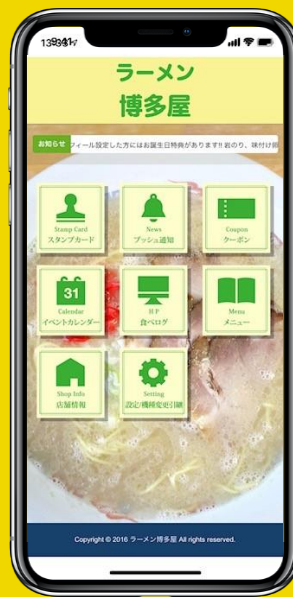 ラーメン
博多屋
お知らせ フィール設定した方にはお誕生日特典があります!! 岩のり、味付け卵
Stamp Card
スタンプカード
News
プッシュ通知
Coupon
クーポン
31
Calendar
イベントカレンダー
H P
食べログ
Menu
メニュー
Shop Info
店舗情報
Setting
設定/機種変更引継
Copyright © 2016 ラーメン博多屋 All rights reserved.